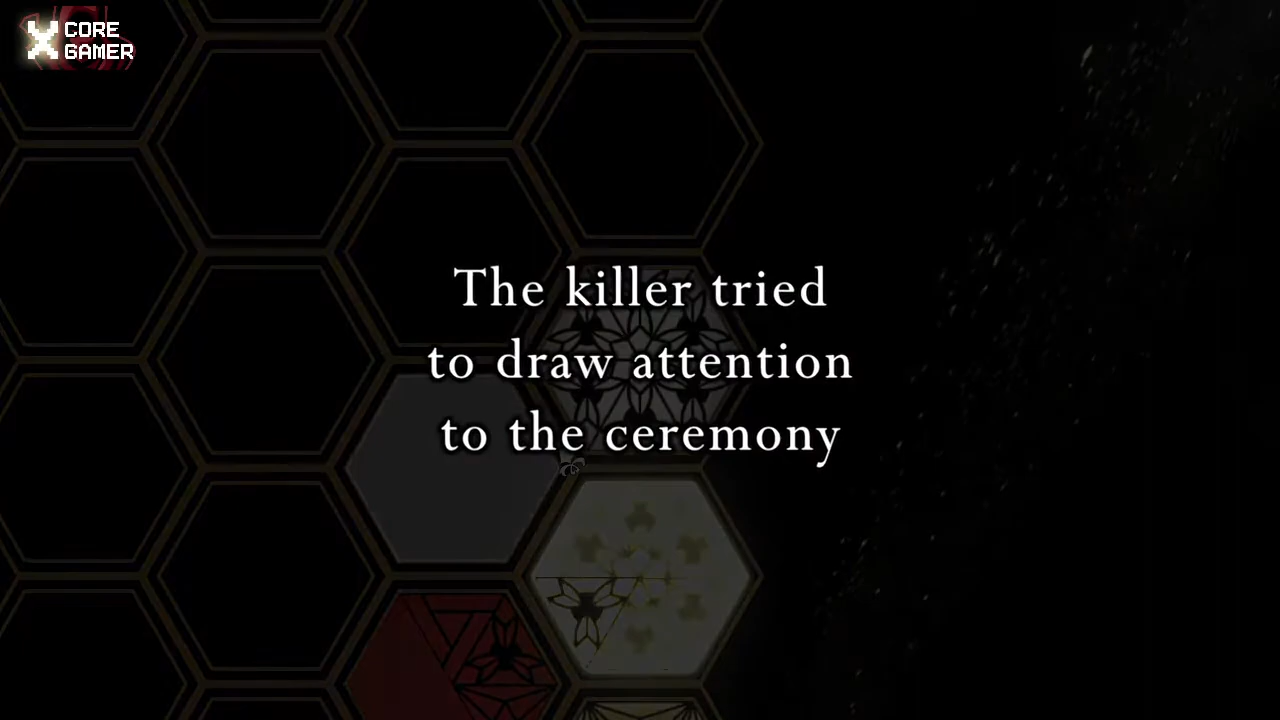 CORE
GAMER
The killer tried
to draw attention
to the ceremony